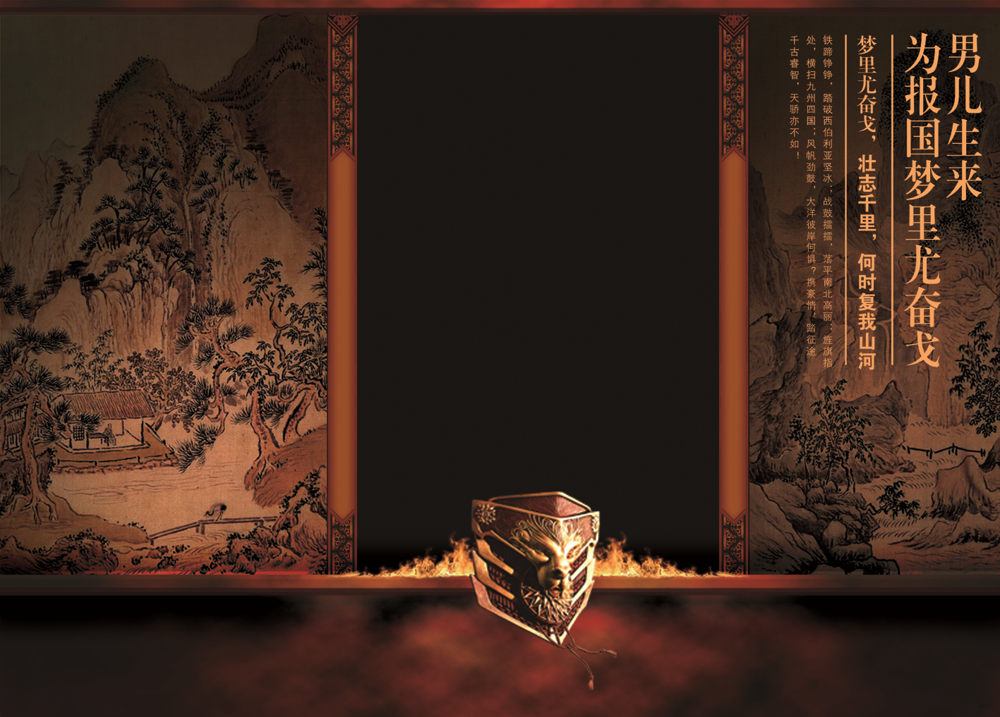 男儿生来
为报国梦里尤奋戈
梦里尤奋戈，壮志千里，何时复我山河
铁蹄铮铮，踏破西伯利亚坚冰；战鼓擂擂，荡平南北高丽；旌旗指
处，横扫九州四国；风帆劲鼓，大洋彼岸何惧？携豪情，踏征途
千古睿智，天骄亦不如！